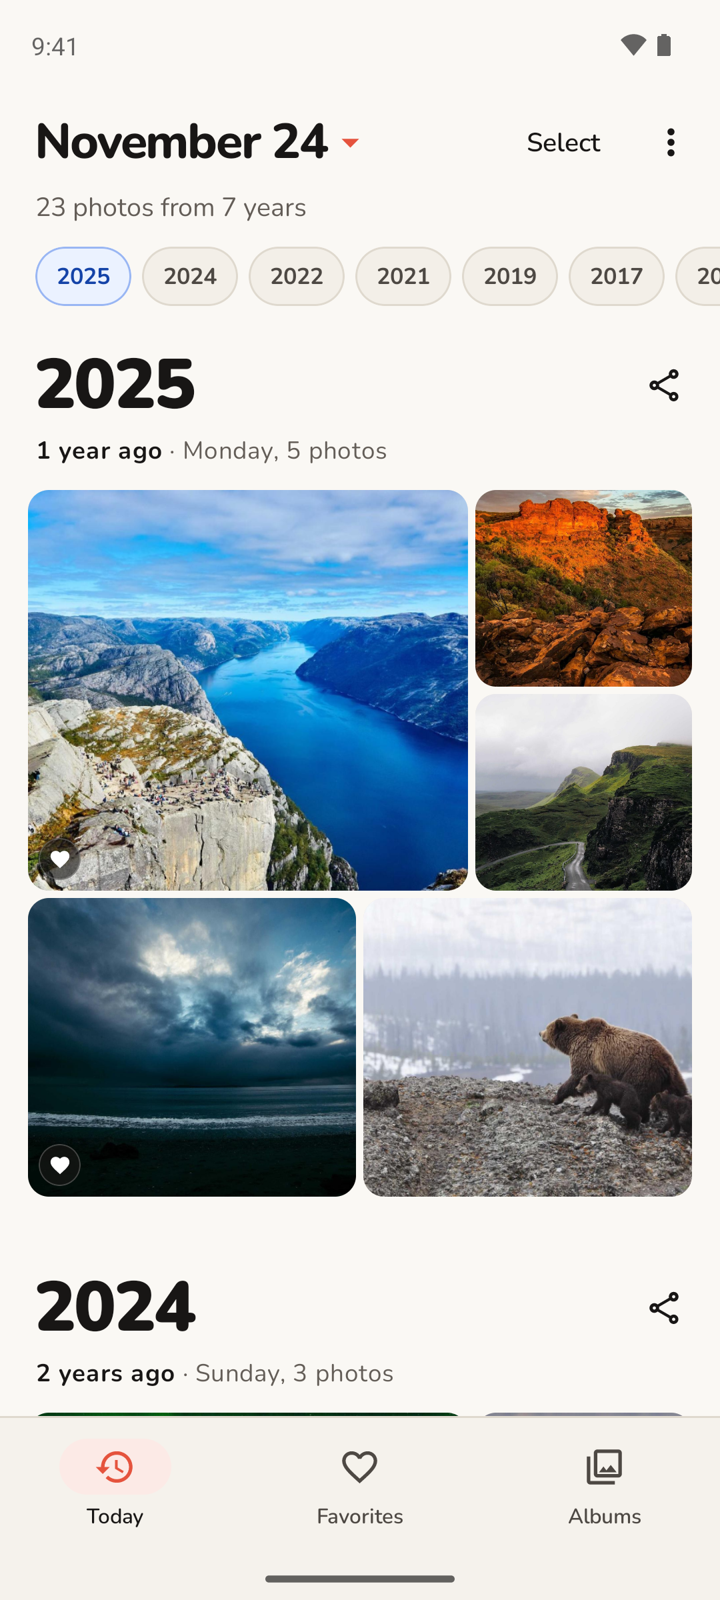 9:41
November 24
Select
23 photos from 7 years
2025
2024
2022
2021
2019
2017
2025
1 year ago · Monday, 5 photos
2024
2 years ago · Sunday, 3 photos
Today
Favorites
Albums